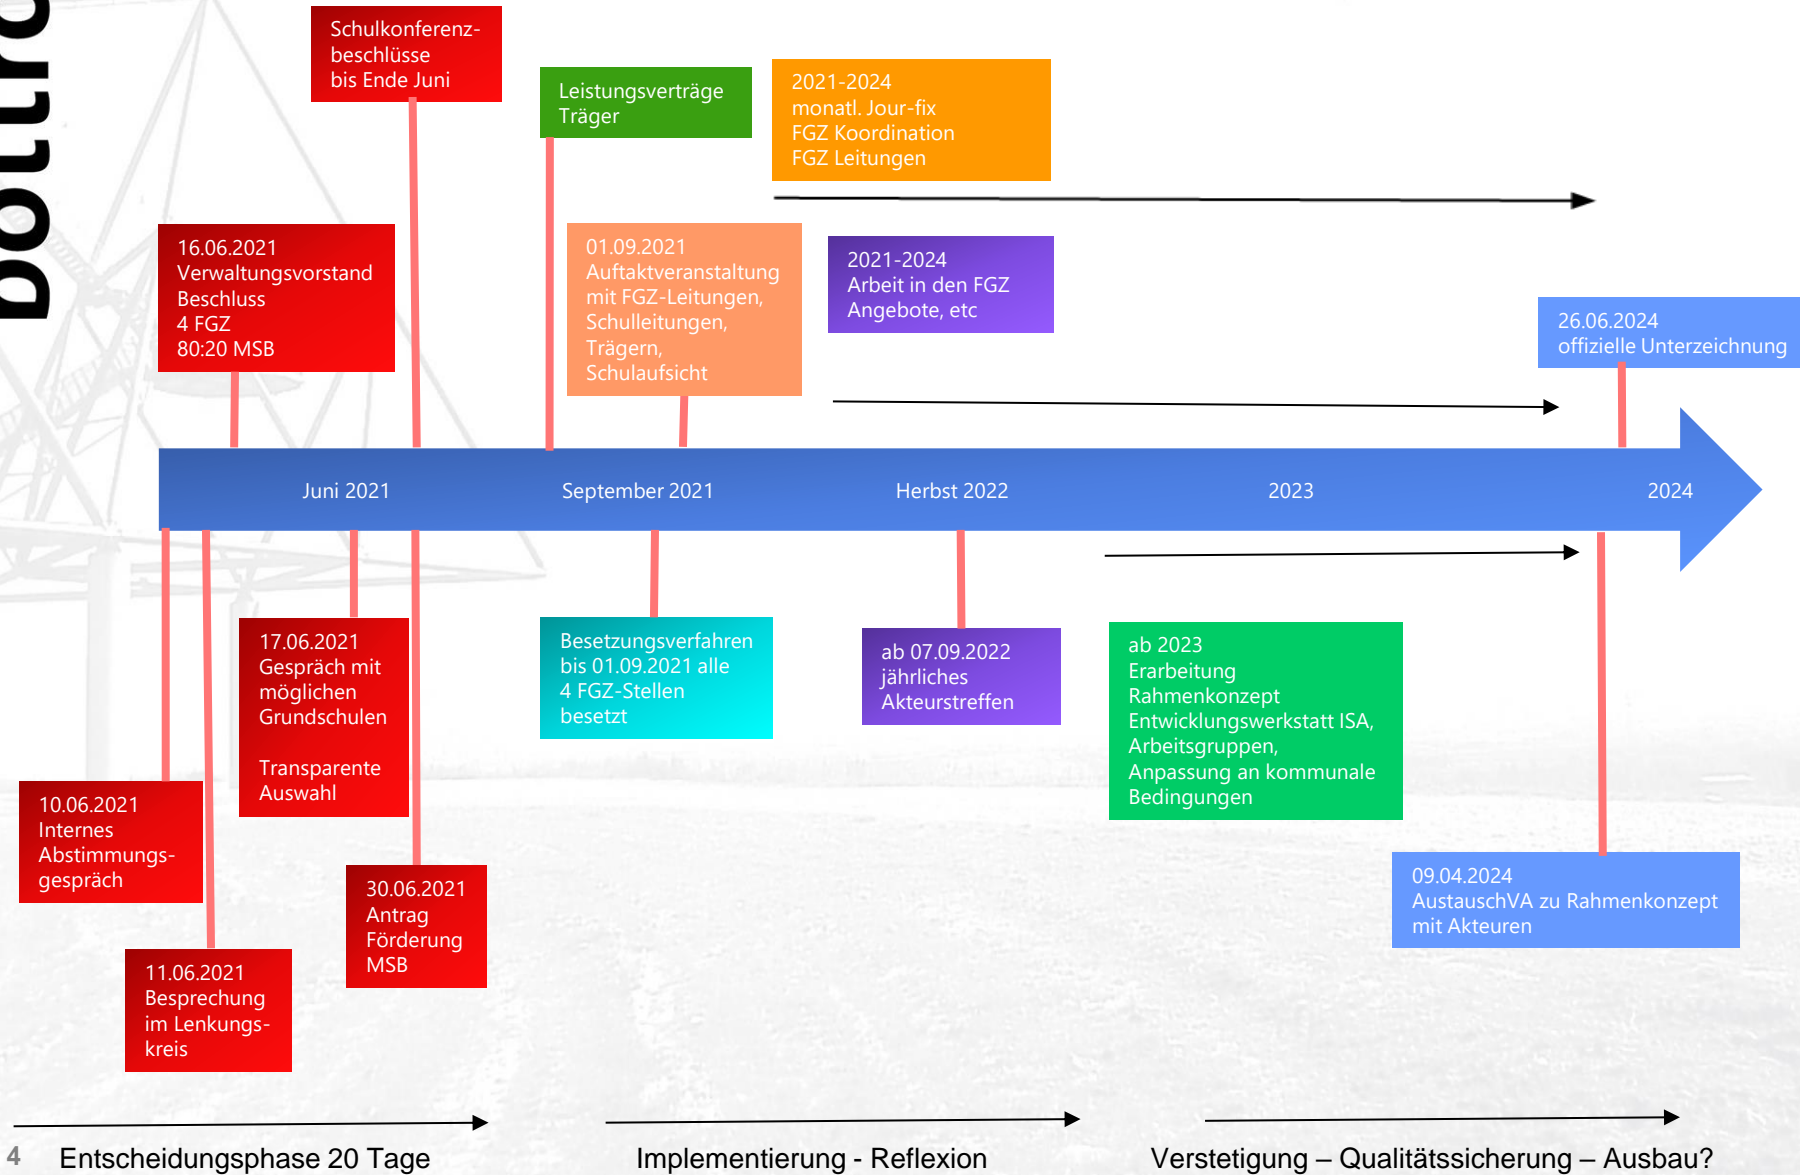 Schulkonferenz-
beschlüsse
bis Ende Juni
Leistungsverträge
Träger
2021-2024
monatl. Jour-fix
FGZ Koordination
FGZ Leitungen
16.06.2021
Verwaltungsvorstand
Beschluss
4 FGZ
80:20 MSB
01.09.2021
Auftaktveranstaltung
mit FGZ-Leitungen,
Schulleitungen,
Trägern,
Schulaufsicht
2021-2024
Arbeit in den FGZ
Angebote, etc
26.06.2024
offizielle Unterzeichnung
Juni 2021
September 2021
Herbst 2022
2023
2024
10.06.2021
Internes
Abstimmungs-
gespräch
11.06.2021
Besprechung
im Lenkungs-
kreis
17.06.2021
Gespräch mit
möglichen
Grundschulen
Transparente
Auswahl
30.06.2021
Antrag
Förderung
MSB
Besetzungsverfahren
bis 01.09.2021 alle
4 FGZ-Stellen
besetzt
ab 07.09.2022
jährliches
Akteurstreffen
ab 2023
Erarbeitung
Rahmenkonzept
Entwicklungswerkstatt ISA,
Arbeitsgruppen,
Anpassung an kommunale
Bedingungen
09.04.2024
AustauschVA zu Rahmenkonzept
mit Akteuren
4
Entscheidungsphase 20 Tage
Implementierung - Reflexion
Verstetigung – Qualitätssicherung – Ausbau?